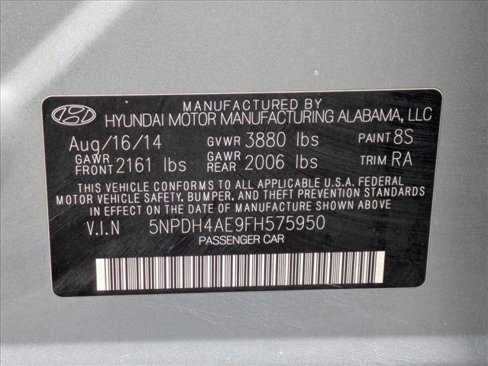 MANUFACTURED BY
HYUNDAI MOTOR MANUFACTURING ALABAMA, LLC
Aug/16/14 GVWR 3880 lbs PAINT 8S
GAWR FRONT 2161 lbs GAWR REAR 2006 lbs TRIM RA
THIS VEHICLE CONFORMS TO ALL APPLICABLE U.S.A. FEDERAL
MOTOR VEHICLE SAFETY, BUMPER, AND THEFT PREVENTION STANDARDS
IN EFFECT ON THE DATE OF MANUFACTURE SHOWN ABOVE
V.I.N 5NPDH4AE9FH575950
PASSENGER CAR